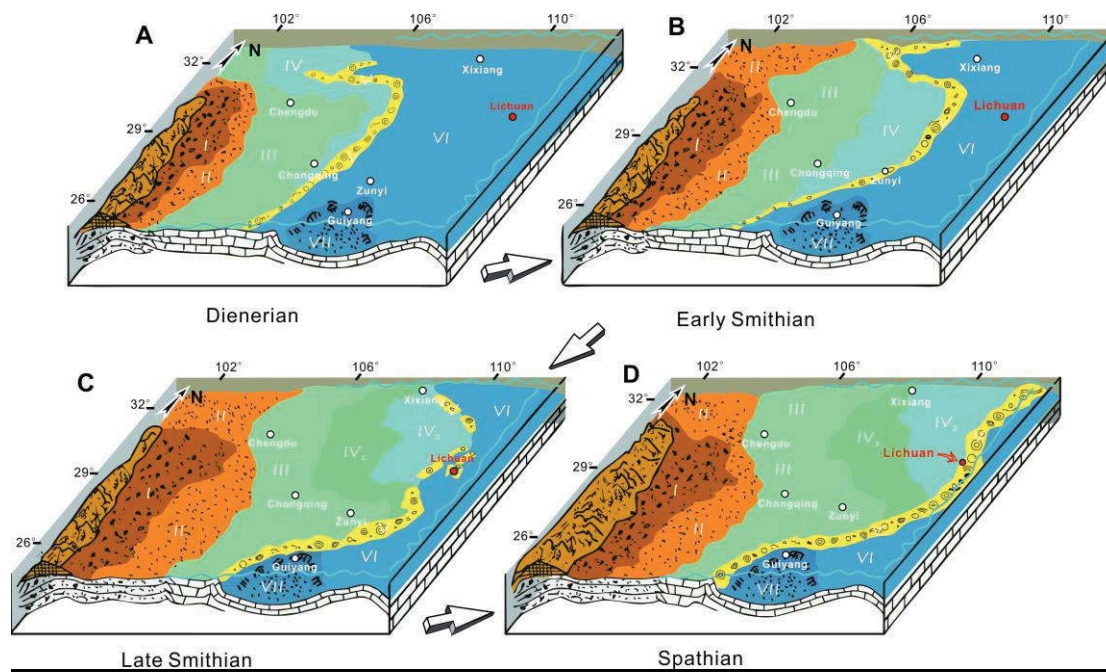 A
102°
106°
110°
N
32°
IV
Xixiang
Lichuan
Chengdu
29°
I
III
VI
II
Chongqing
Zunyi
26°
Guiyang
VII
Dienerian
B
102°
106°
110°
N
II
32°
Xixiang
III
Chengdu
Lichuan
IV
29°
I
VI
II
III
Chongqing
Zunyi
26°
Guiyang
VII
Early Smithian
C
102°
106°
110°
N
32°
II
III
VI
IV₂
Chengdu
IV₁
29°
III
Lichuan
I
Chongqing
II
Zunyi
26°
VI
Guiyang
VII
Late Smithian
D
102°
106°
110°
N
32°
II
III
Xixiang
Chengdu
IV₁
IV₂
29°
III
Lichuan
I
Chongqing
II
Zunyi
26°
VI
Guiyang
VII
Spathian